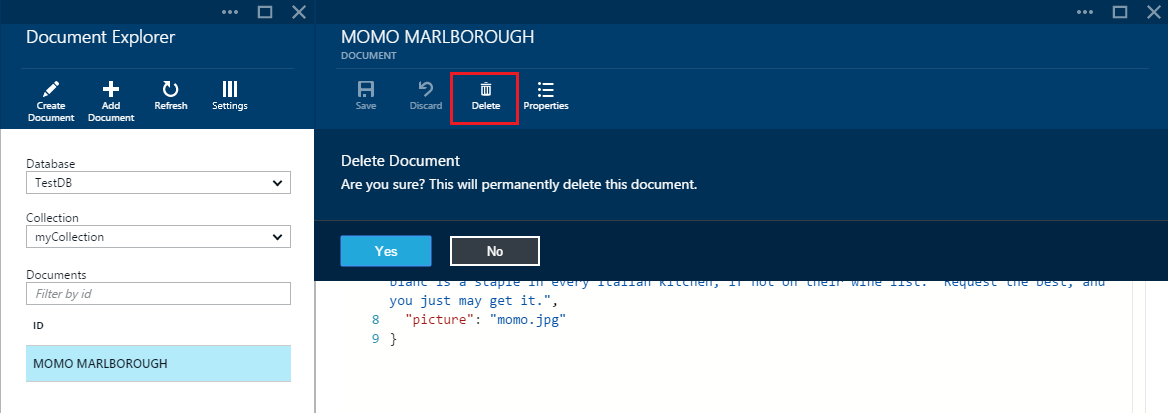 Document Explorer
Create Document
Add Document
Refresh
Settings
Database
TestDB
Collection
myCollection
Documents
Filter by id
ID
MOMO MARLBOROUGH
MOMO MARLBOROUGH
DOCUMENT
Save
Discard
Delete
Properties
Delete Document
Are you sure? This will permanently delete this document.
Yes
No
blanc is a staple in every Italian kitchen, if not on their wine list.  Request the best, and
you just may get it.",
8 "picture": "momo.jpg"
9 }